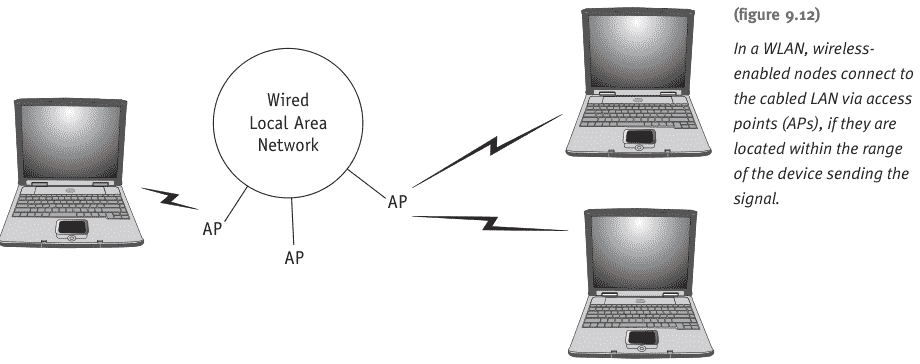 Wired
Local Area
Network
AP
AP
AP
(figure 9.12)
In a WLAN, wireless-
enabled nodes connect to
the cabled LAN via access
points (APs), if they are
located within the range
of the device sending the
signal.